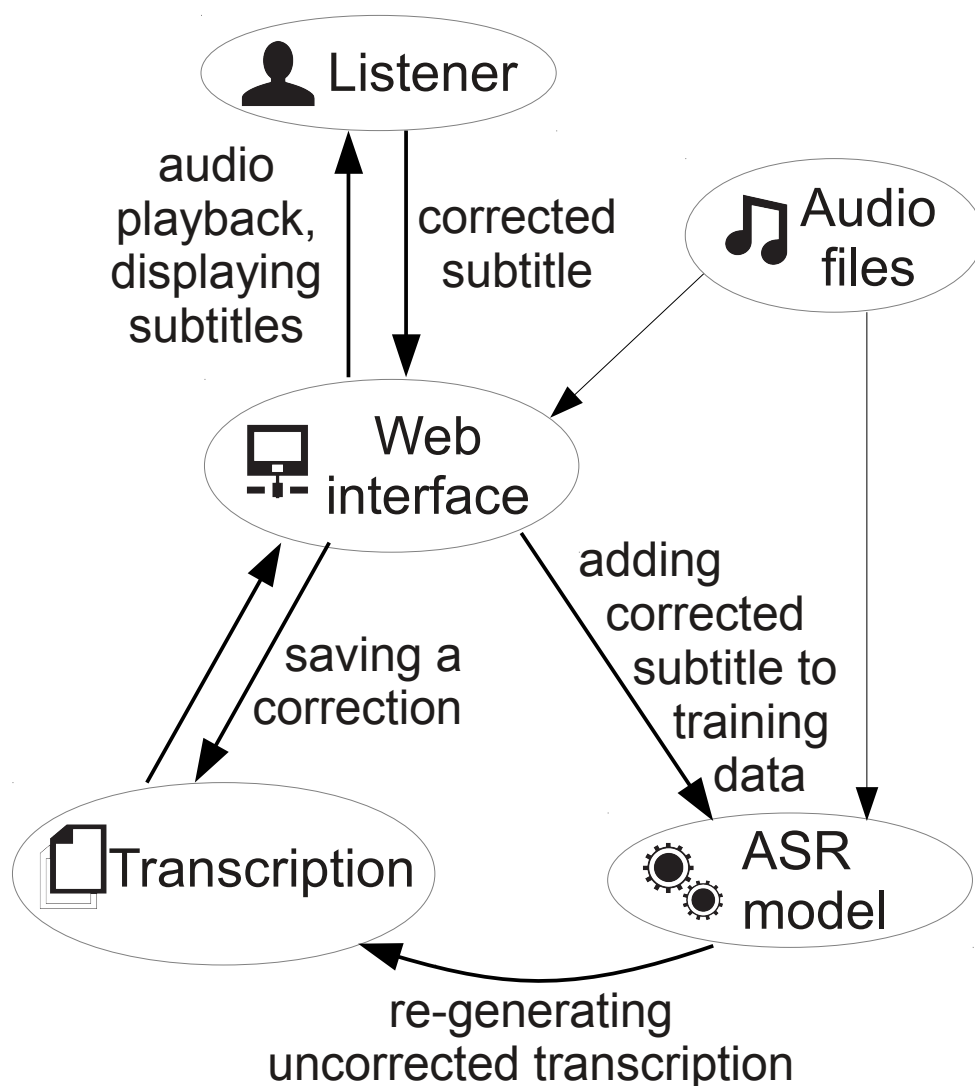 Listener
audio
playback,
displaying
subtitles
corrected
subtitle
Audio
files
Web
interface
adding
corrected
subtitle to
training
data
saving a
correction
Transcription
ASR
model
re-generating
uncorrected transcription